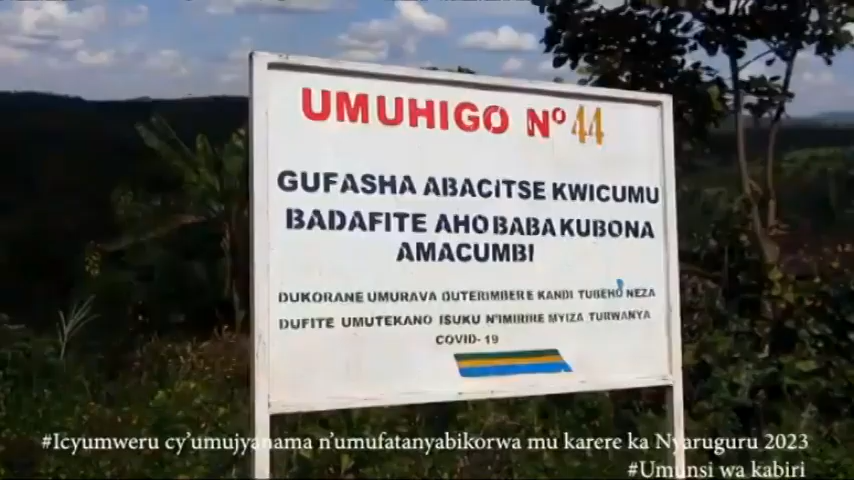 UMUHIGO Nº 44
GUFASHA ABACITSE KWICUMU
BADAFITE AHO BABA KUBONA
AMACUMBI
DUKORANE UMURAVA DUTERIMBERE KANDI TUBEHO NEZA
DUFITE UMUTEKANO ISUKU N'IMIRIRE MYIZA TURWANYA
COVID-19
#Icyumweru cy'umujyanama n'umufatanyabikorwa mu karere ka Nyaruguru 2023
#Umunsi wa kabiri